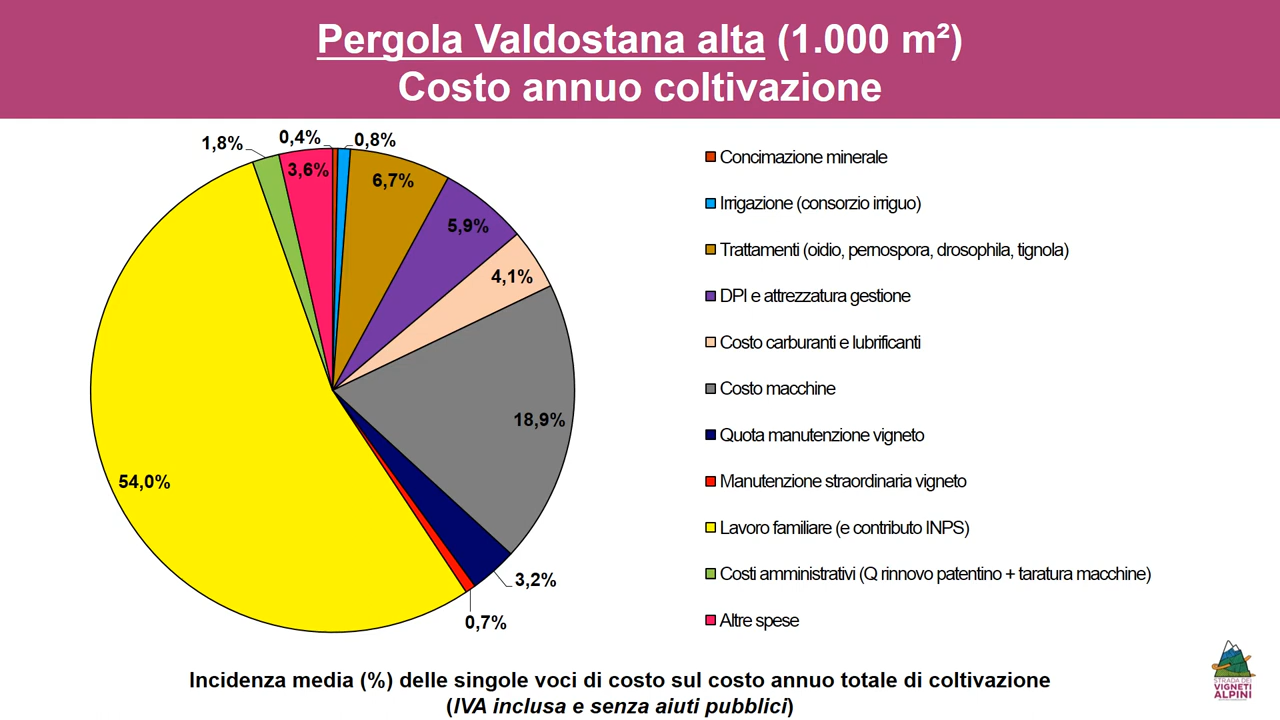 Pergola Valdostana alta (1.000 m²)
Costo annuo coltivazione
1,8%
0,4%
0,8%
3,6%
6,7%
5,9%
4,1%
18,9%
54,0%
3,2%
0,7%
Concimazione minerale
Irrigazione (consorzio irriguo)
Trattamenti (oidio, pernospora, drosophila, tignola)
DPI e attrezzatura gestione
Costo carburanti e lubrificanti
Costo macchine
Quota manutenzione vigneto
Manutenzione straordinaria vigneto
Lavoro familiare (e contributo INPS)
Costi amministrativi (Q rinnovo patentino + taratura macchine)
Altre spese
Incidenza media (%) delle singole voci di costo sul costo annuo totale di coltivazione
(IVA inclusa e senza aiuti pubblici)
STRADA DEI
VIGNETI
ALPINI